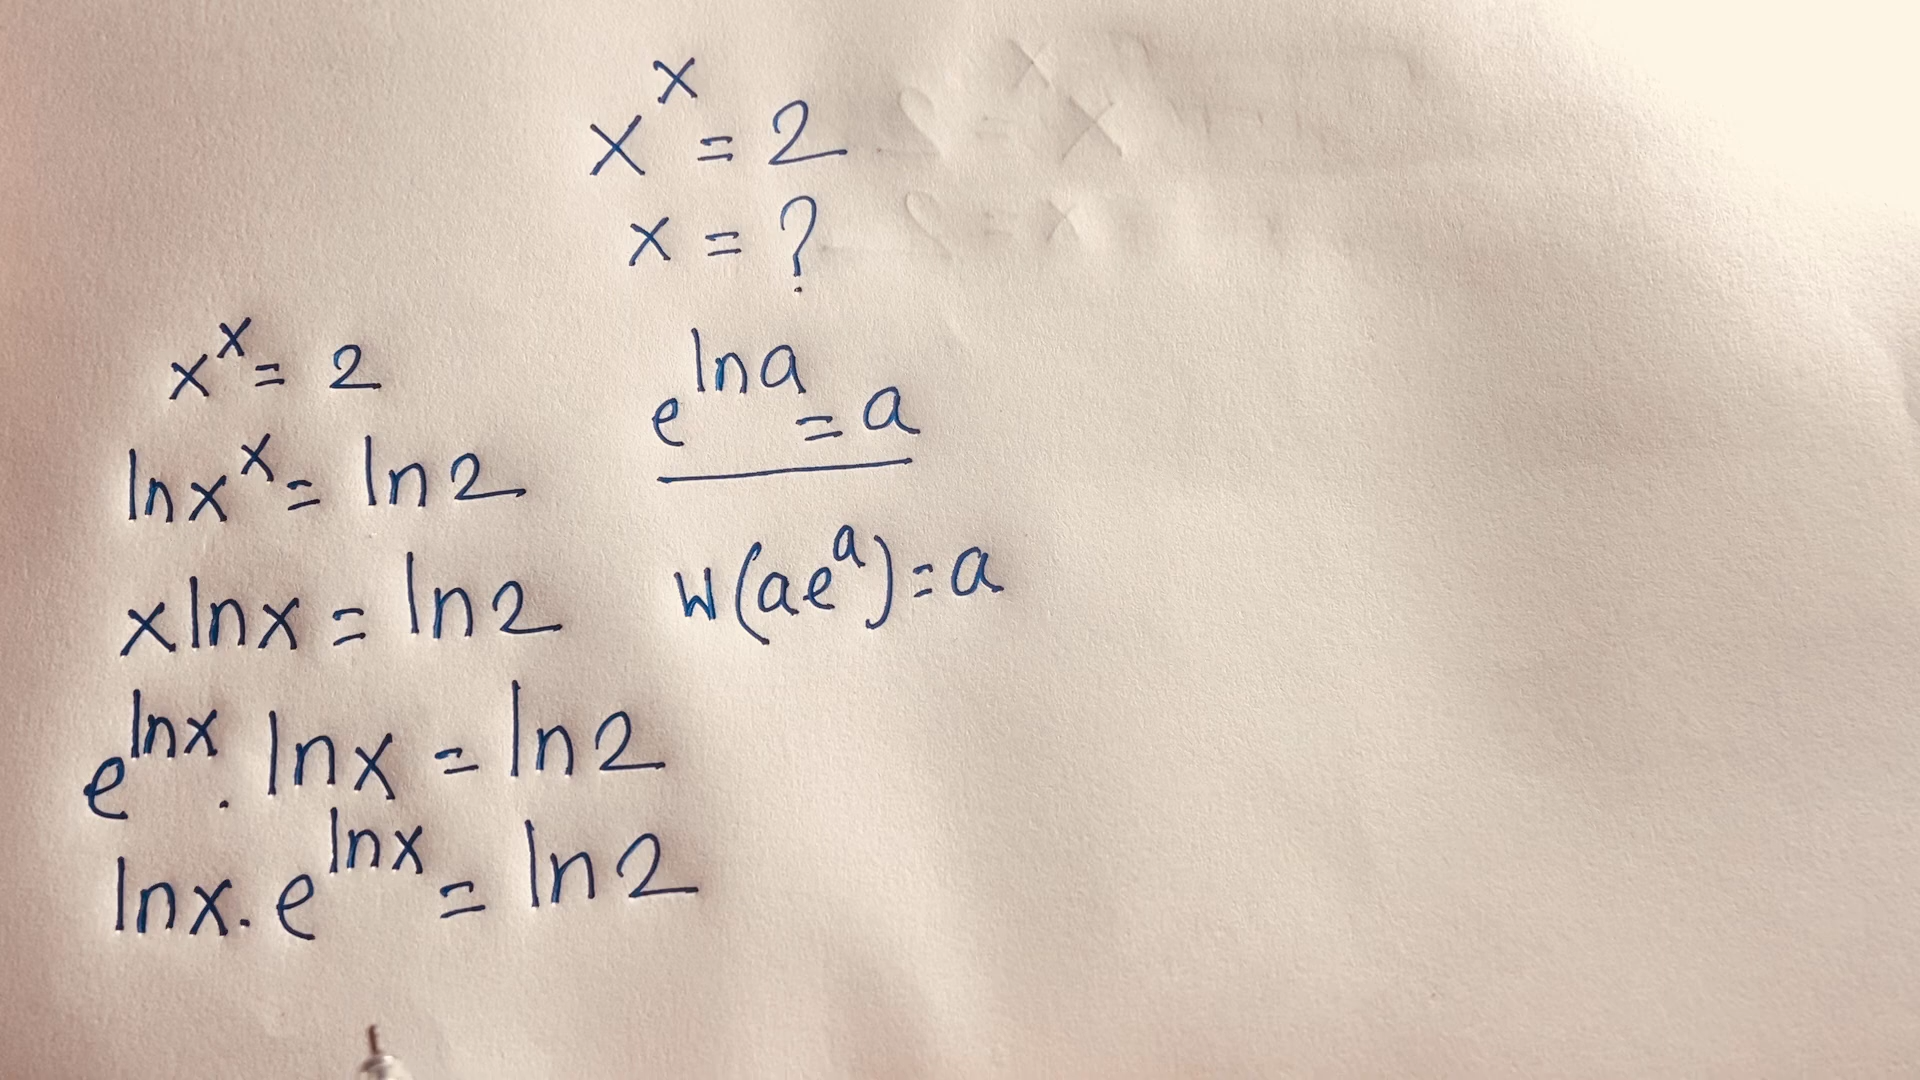 x^x = 2
x = ?
x^x = 2
ln x^x = ln 2
x ln x = ln 2
e^ln x . ln x = ln 2
ln x . e^ln x = ln 2
e^ln a = a
W(ae^a) = a